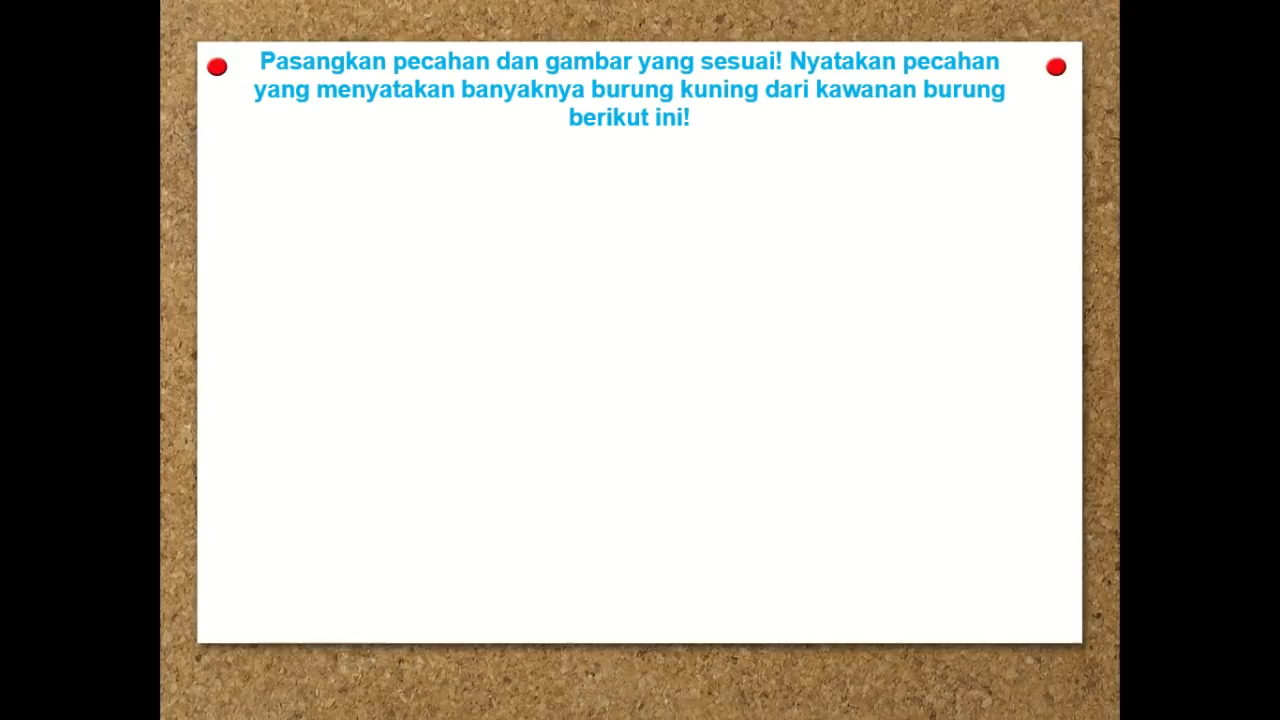 Pasangkan pecahan dan gambar yang sesuai! Nyatakan pecahan
yang menyatakan banyaknya burung kuning dari kawanan burung
berikut ini!